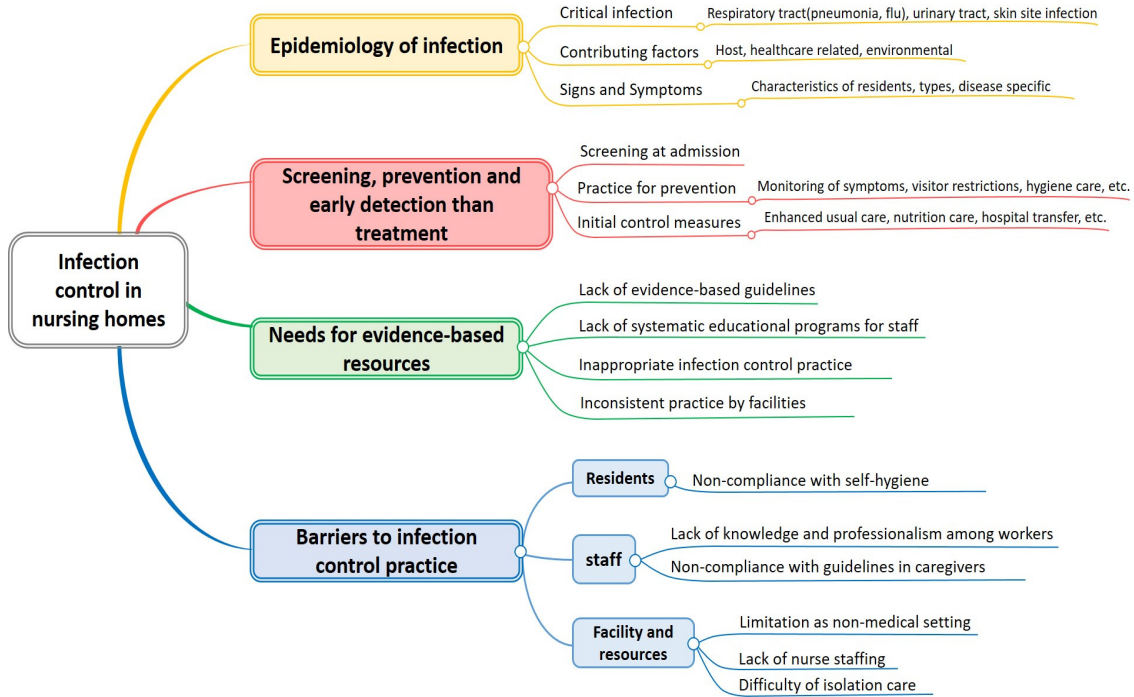 Infection
control in
nursing homes
Epidemiology of infection
Critical infection
Respiratory tract(pneumonia, flu), urinary tract, skin site infection
Contributing factors
Host, healthcare related, environmental
Signs and Symptoms
Characteristics of residents, types, disease specific
Screening, prevention and
early detection than
treatment
Screening at admission
Practice for prevention
Monitoring of symptoms, visitor restrictions, hygiene care, etc.
Initial control measures
Enhanced usual care, nutrition care, hospital transfer, etc.
Needs for evidence-based
resources
Lack of evidence-based guidelines
Lack of systematic educational programs for staff
Inappropriate infection control practice
Inconsistent practice by facilities
Barriers to infection
control practice
Residents
Non-compliance with self-hygiene
staff
Lack of knowledge and professionalism among workers
Non-compliance with guidelines in caregivers
Facility and
resources
Limitation as non-medical setting
Lack of nurse staffing
Difficulty of isolation care